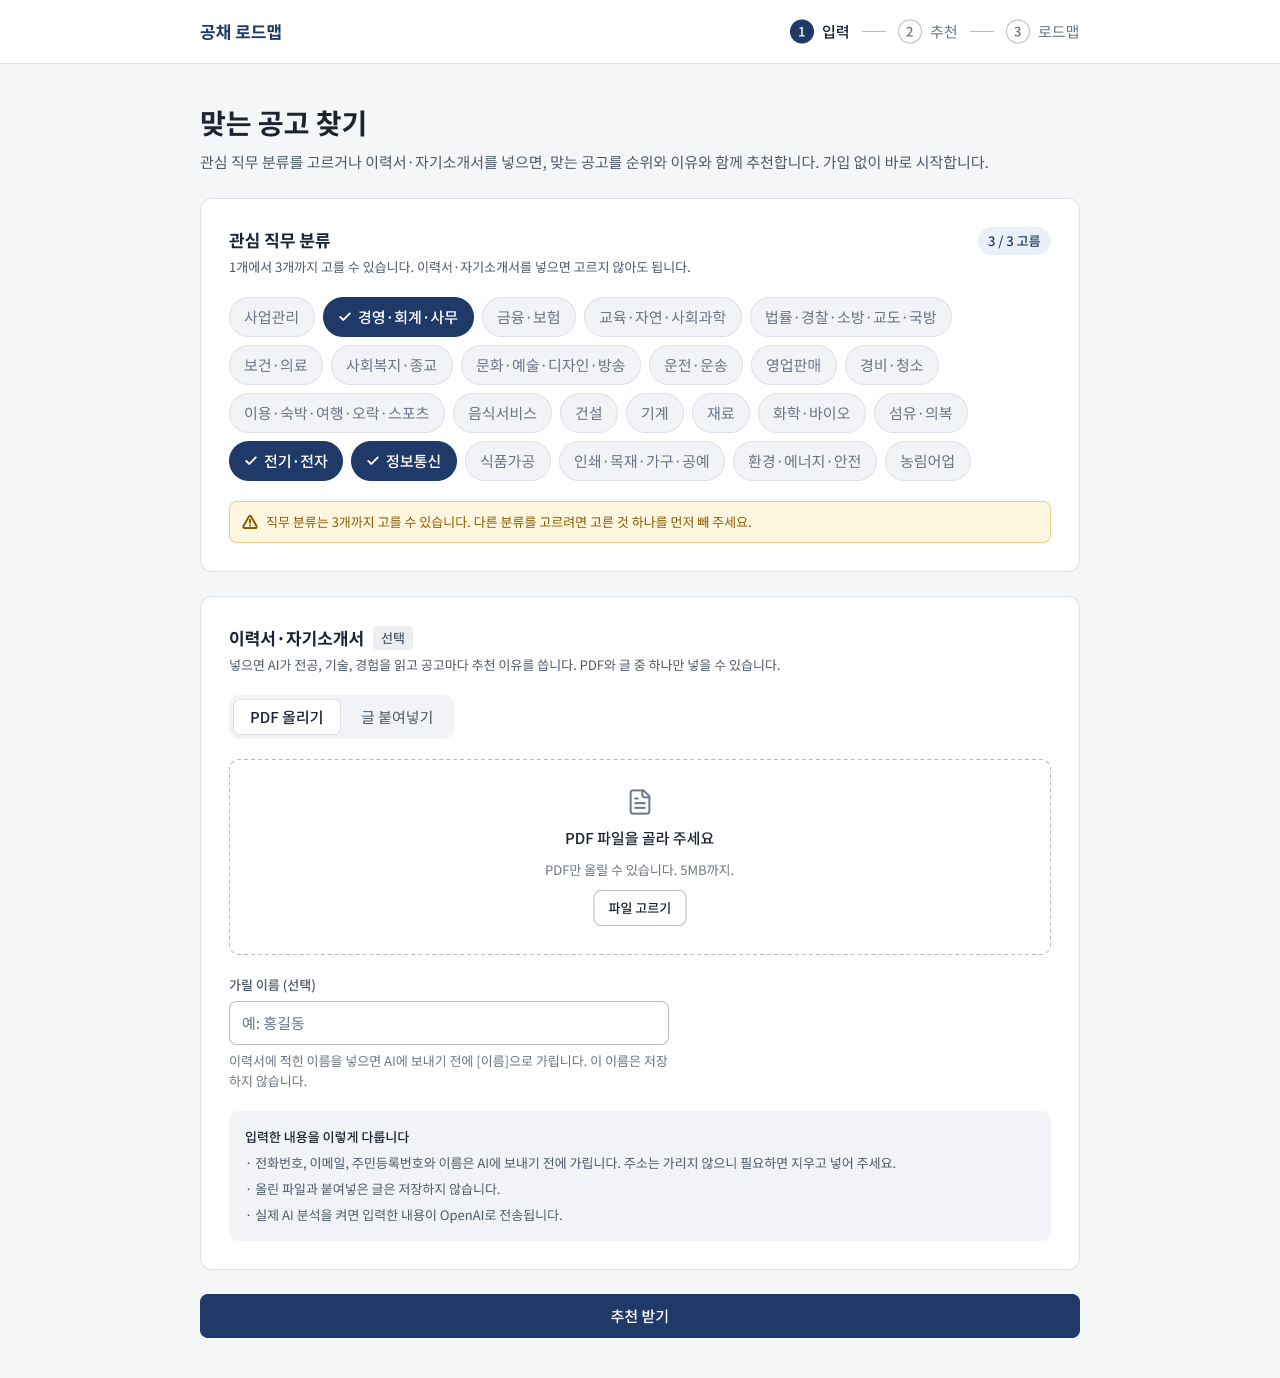 공채 로드맵
1 입력 2 추천 3 로드맵
맞는 공고 찾기
관심 직무 분류를 고르거나 이력서·자기소개서를 넣으면, 맞는 공고를 순위와 이유와 함께 추천합니다. 가입 없이 바로 시작합니다.
관심 직무 분류
3 / 3 고름
1개에서 3개까지 고를 수 있습니다. 이력서·자기소개서를 넣으면 고르지 않아도 됩니다.
사업관리 경영·회계·사무 금융·보험 교육·자연·사회과학 법률·경찰·소방·교도·국방
보건·의료 사회복지·종교 문화·예술·디자인·방송 운전·운송 영업판매 경비·청소
이용·숙박·여행·오락·스포츠 음식서비스 건설 기계 재료 화학·바이오 섬유·의복
전기·전자 정보통신 식품가공 인쇄·목재·가구·공예 환경·에너지·안전 농림어업
직무 분류는 3개까지 고를 수 있습니다. 다른 분류를 고르려면 고른 것 하나를 먼저 빼 주세요.
이력서·자기소개서 선택
넣으면 AI가 전공, 기술, 경험을 읽고 공고마다 추천 이유를 씁니다. PDF와 글 중 하나만 넣을 수 있습니다.
PDF 올리기 글 붙여넣기
PDF 파일을 골라 주세요
PDF만 올릴 수 있습니다. 5MB까지.
파일 고르기
가릴 이름 (선택)
예: 홍길동
이력서에 적힌 이름을 넣으면 AI에 보내기 전에 [이름]으로 가립니다. 이 이름은 저장
하지 않습니다.
입력한 내용을 이렇게 다룹니다
· 전화번호, 이메일, 주민등록번호와 이름은 AI에 보내기 전에 가립니다. 주소는 가리지 않으니 필요하면 지우고 넣어 주세요.
· 올린 파일과 붙여넣은 글은 저장하지 않습니다.
· 실제 AI 분석을 켜면 입력한 내용이 OpenAI로 전송됩니다.
추천 받기